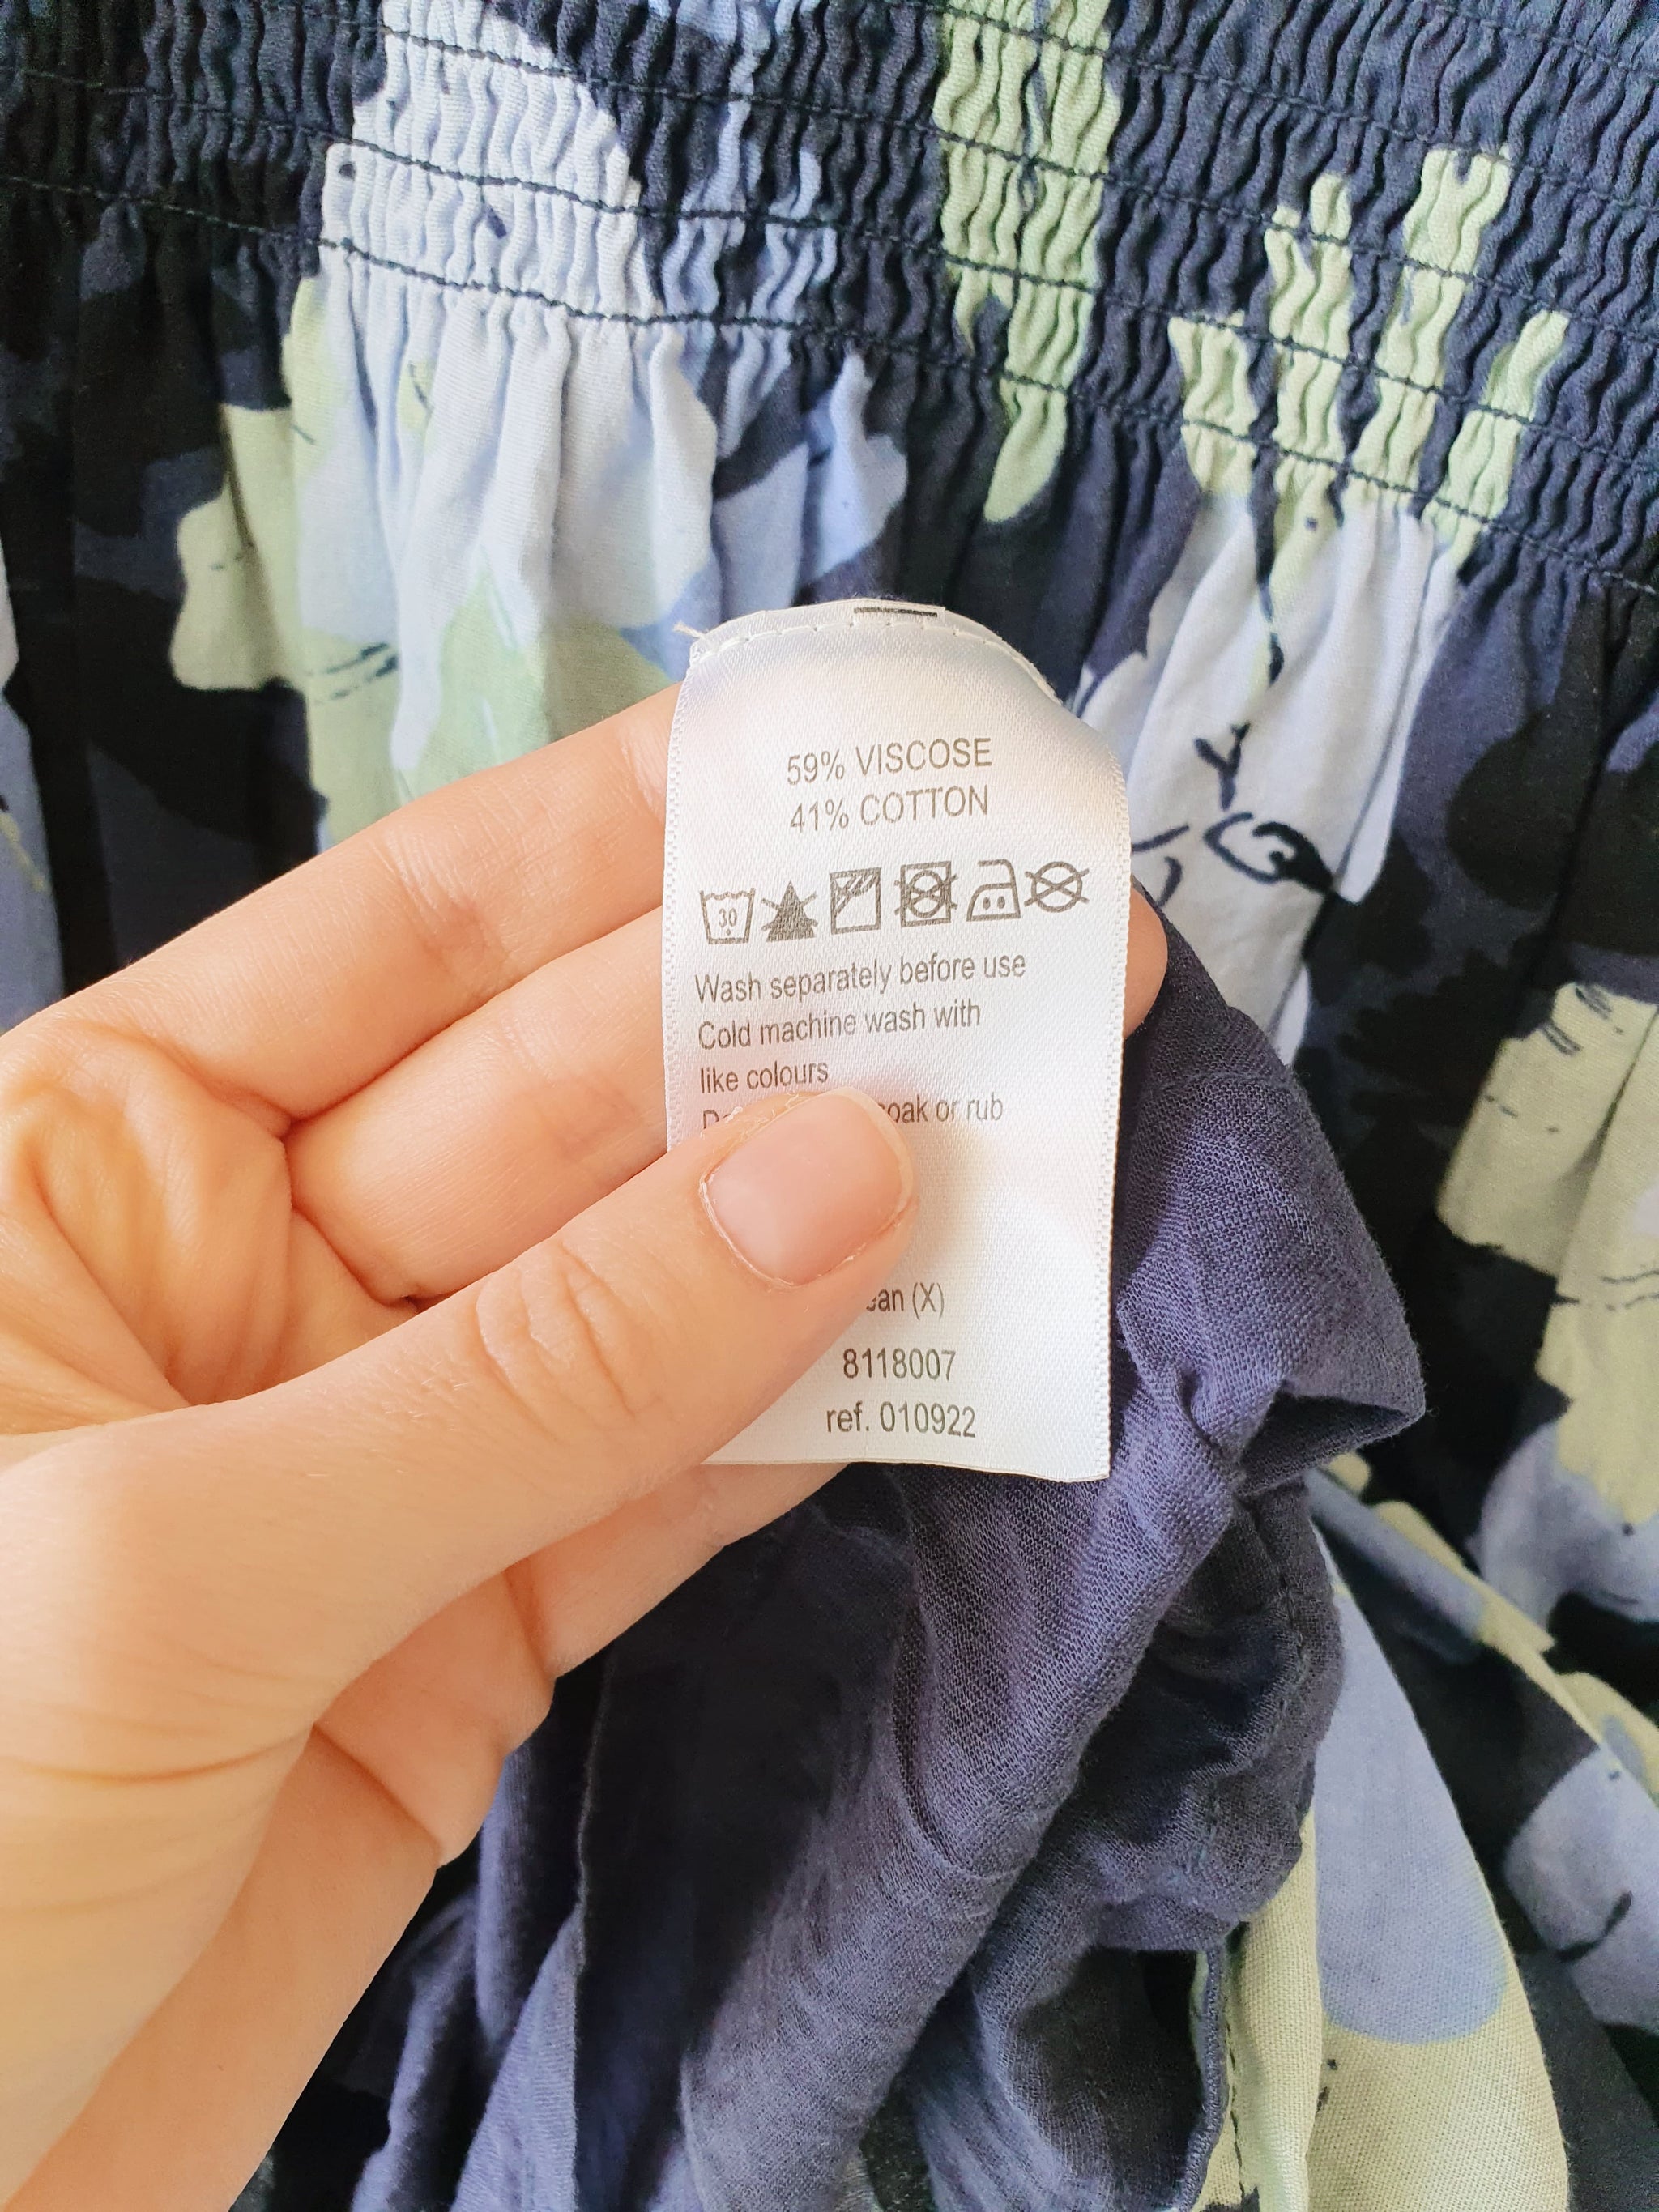 59% VISCOSE
41% COTTON
30
Wash separately before use
Cold machine wash with
like colours
or rub
(X)
8118007
ref. 010922